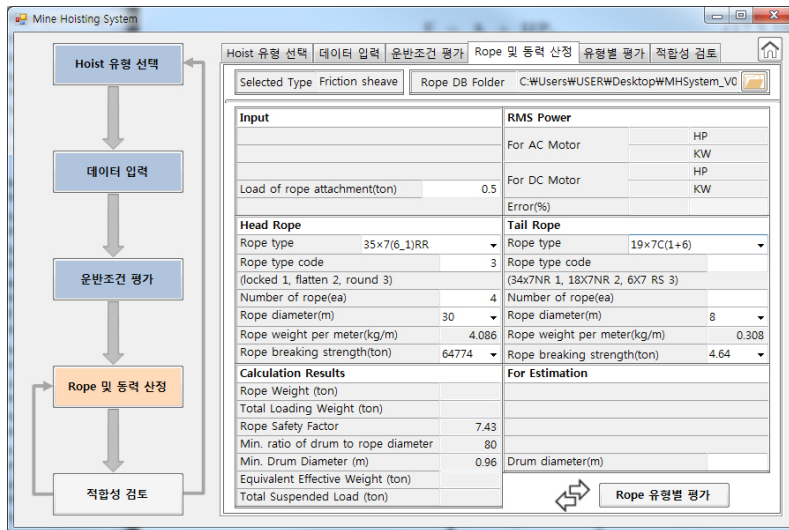 Mine Hoisting System
Hoist 유형 선택
데이터 입력
운반조건 평가
Rope 및 동력 산정
적합성 검토
Hoist 유형 선택 데이터 입력 운반조건 평가 Rope 및 동력 산정 유형별 평가 적합성 검토
Selected Type Friction sheave Rope DB Folder C:₩Users₩USER₩Desktop₩MHSystem_V0
Input
Load of rope attachment(ton) 0.5
RMS Power
For AC Motor HP
KW
For DC Motor HP
KW
Error(%)
Head Rope
Rope type 35×7(6_1)RR
Rope type code 3
(locked 1, flatten 2, round 3)
Number of rope(ea) 4
Rope diameter(m) 30
Rope weight per meter(kg/m) 4.086
Rope breaking strength(ton) 64774
Tail Rope
Rope type 19×7C(1+6)
Rope type code
(34x7NR 1, 18X7NR 2, 6X7 RS 3)
Number of rope(ea)
Rope diameter(m) 8
Rope weight per meter(kg/m) 0.308
Rope breaking strength(ton) 4.64
Calculation Results
Rope Weight (ton)
Total Loading Weight (ton)
Rope Safety Factor 7.43
Min. ratio of drum to rope diameter 80
Min. Drum Diameter (m) 0.96
Equivalent Effective Weight (ton)
Total Suspended Load (ton)
For Estimation
Drum diameter(m)
Rope 유형별 평가